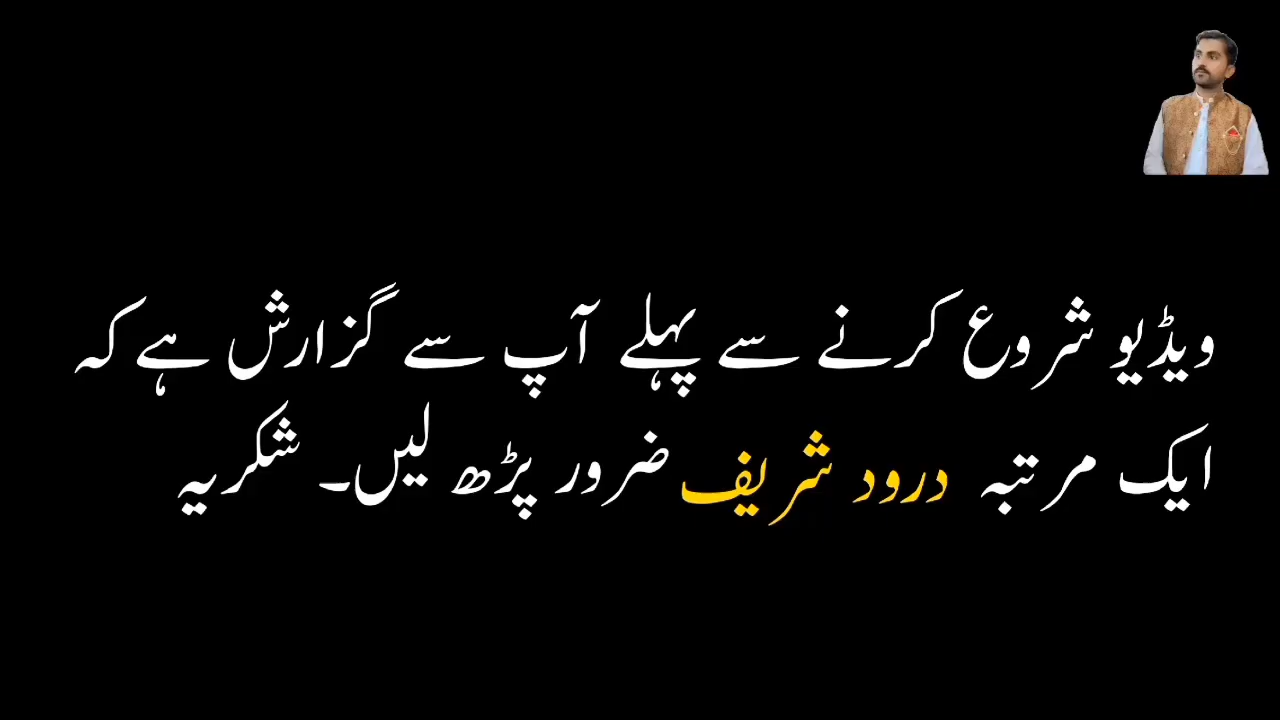 ویڈیو شروع کرنے سے پہلے آپ سے گزارش ہے کہ
ایک مرتبہ درود شریف ضرور پڑھ لیں۔ شکریہ